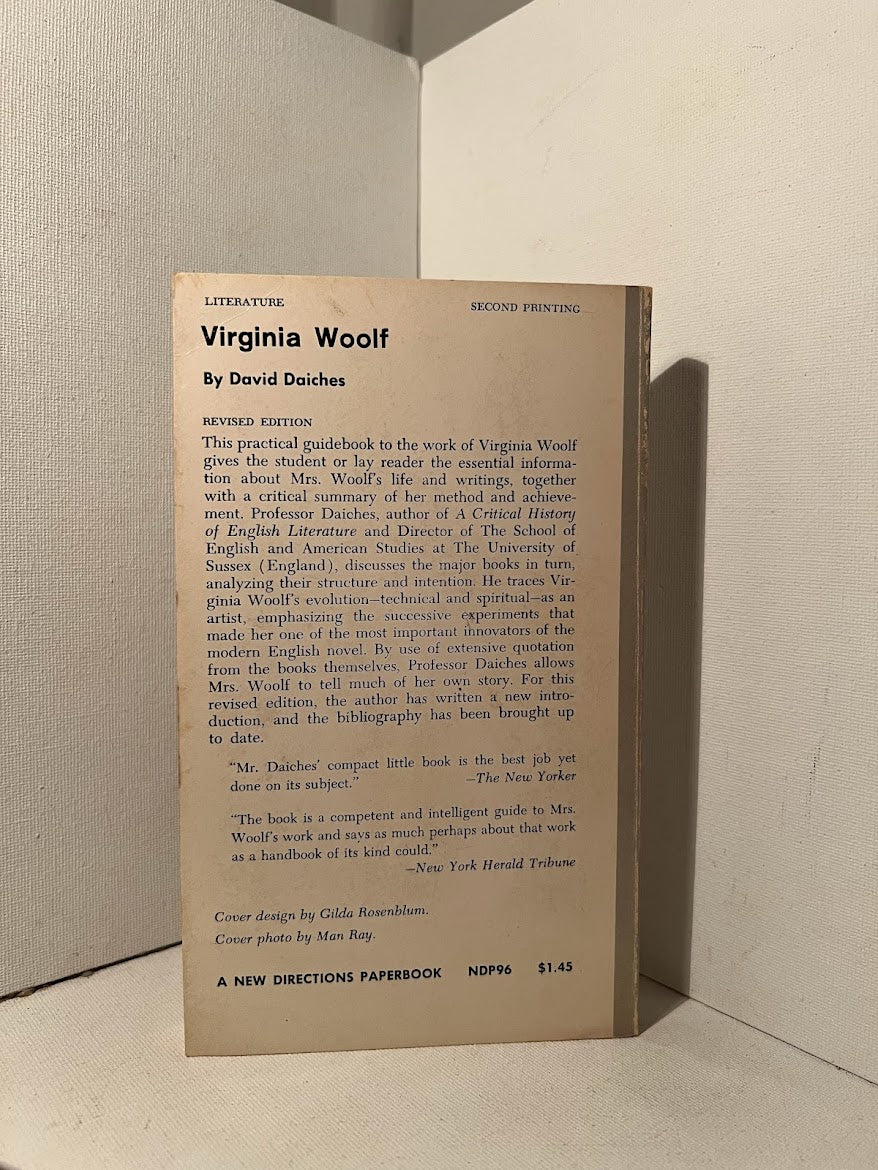 LITERATURE
SECOND PRINTING
Virginia Woolf
By David Daiches
REVISED EDITION
This practical guidebook to the work of Virginia Woolf
gives the student or lay reader the essential informa-
tion about Mrs. Woolf's life and writings, together
with a critical summary of her method and achieve-
ment. Professor Daiches, author of A Critical History
of English Literature and Director of The School of
English and American Studies at The University of
Sussex (England), discusses the major books in turn,
analyzing their structure and intention. He traces Vir-
ginia Woolf's evolution—technical and spiritual—as an
artist, emphasizing the successive experiments that
made her one of the most important innovators of the
modern English novel. By use of extensive quotation
from the books themselves, Professor Daiches allows
Mrs. Woolf to tell much of her own story. For this
revised edition, the author has written a new intro-
duction, and the bibliography has been brought up
to date.
"Mr. Daiches' compact little book is the best job yet
done on its subject." —The New Yorker
"The book is a competent and intelligent guide to Mrs.
Woolf's work and says as much perhaps about that work
as a handbook of its kind could."
—New York Herald Tribune
Cover design by Gilda Rosenblum.
Cover photo by Man Ray.
A NEW DIRECTIONS PAPERBOOK NDP96 $1.45